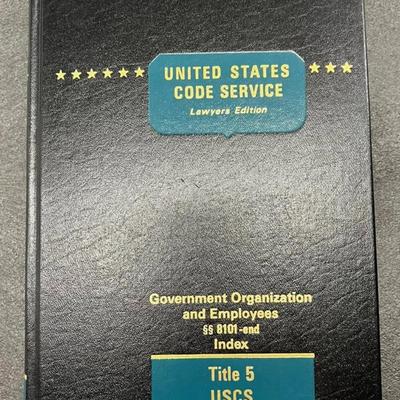 UNITED STATES
CODE SERVICE
Lawyers Edition
Government Organization
and Employees
§§ 8101-end
Index
Title 5
USCS